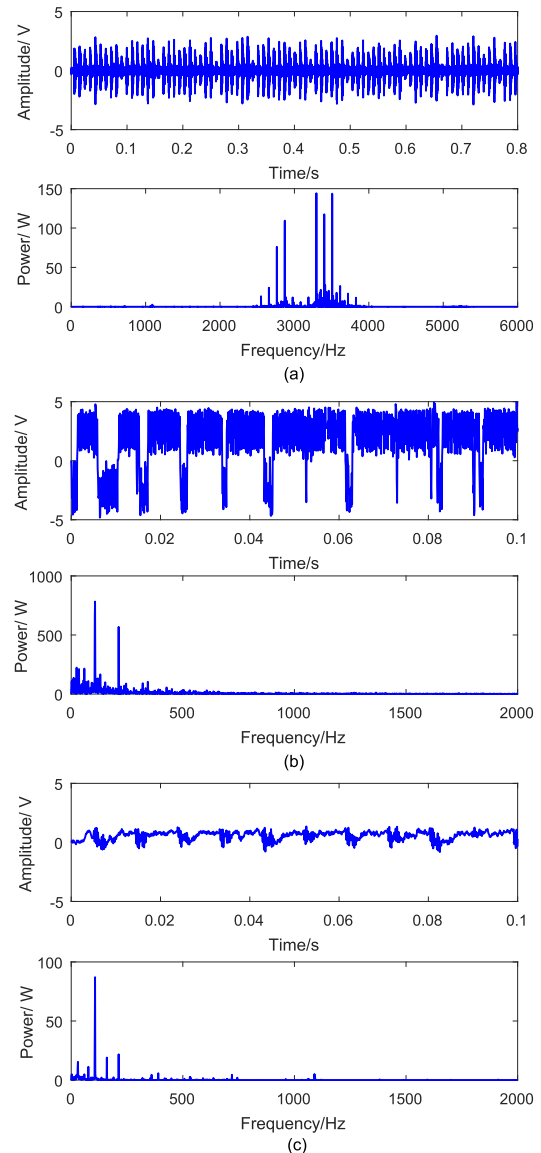 5
0
-5
Amplitude/ V
0 0.1 0.2 0.3 0.4 0.5 0.6 0.7 0.8
Time/s
150
100
50
0
Power/ W
0 1000 2000 3000 4000 5000 6000
Frequency/Hz
(a)
5
0
-5
Amplitude/ V
0 0.02 0.04 0.06 0.08 0.1
Time/s
1000
500
0
Power/ W
0 500 1000 1500 2000
Frequency/Hz
(b)
5
0
-5
Amplitude/ V
0 0.02 0.04 0.06 0.08 0.1
Time/s
100
50
0
Power/ W
0 500 1000 1500 2000
Frequency/Hz
(c)